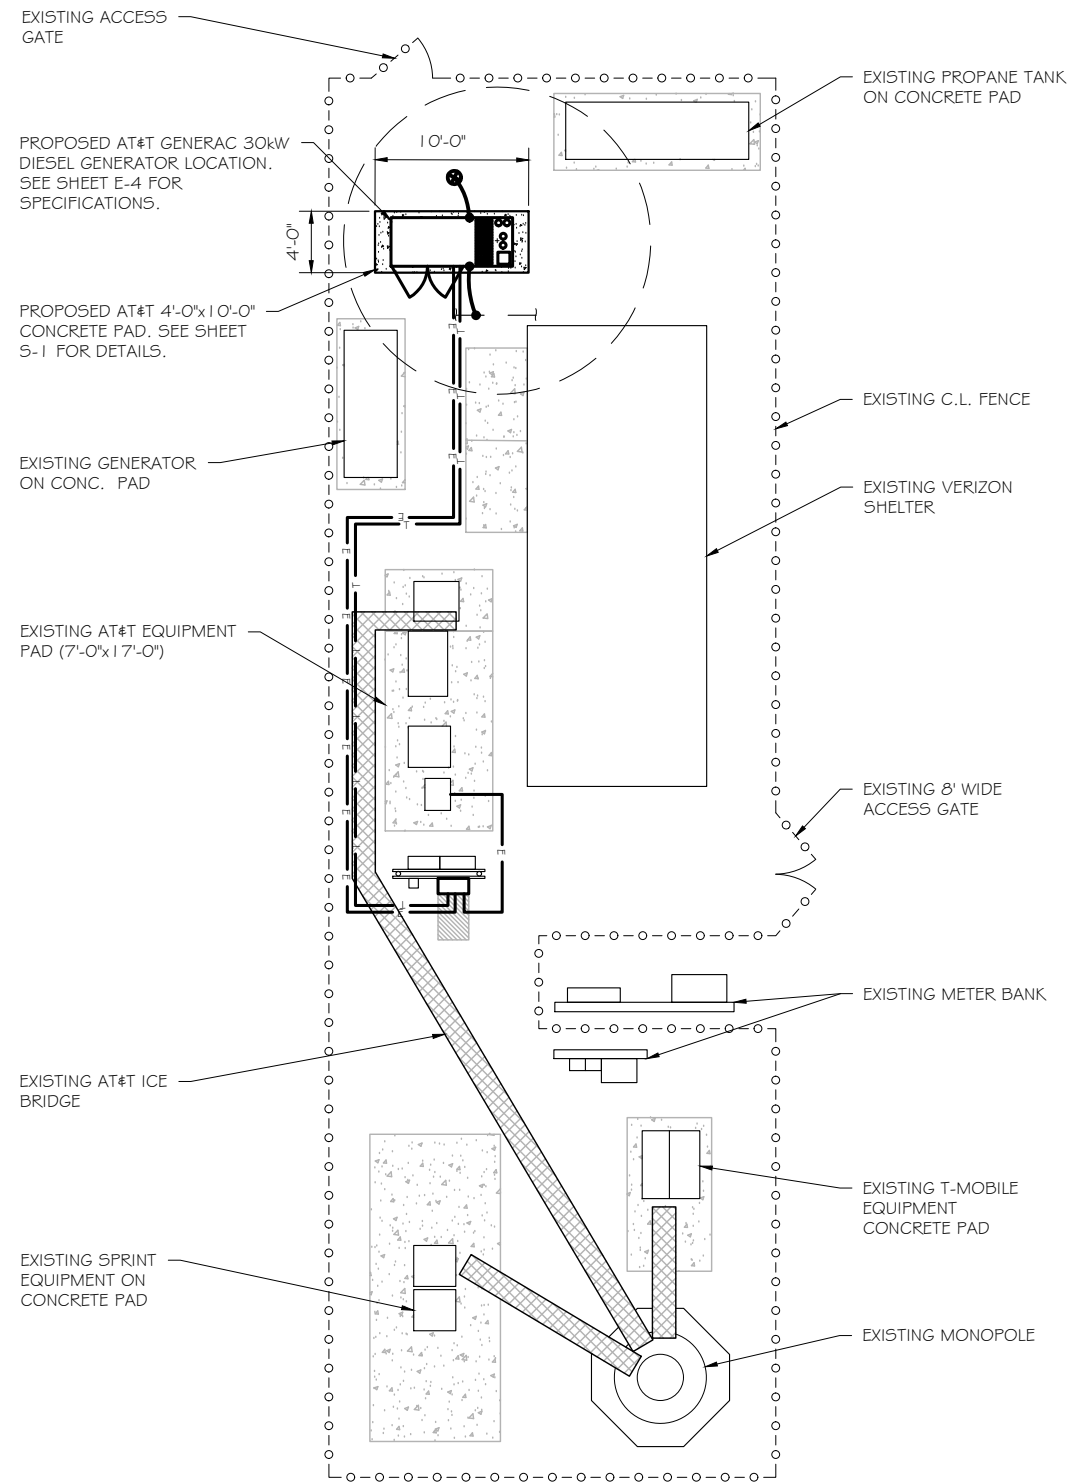 EXISTING ACCESS
GATE
EXISTING PROPANE TANK
ON CONCRETE PAD
PROPOSED AT&T GENERAC 30kW
DIESEL GENERATOR LOCATION.
SEE SHEET E-4 FOR
SPECIFICATIONS.
10'-0"
4'-0"
PROPOSED AT&T 4'-0"x10'-0"
CONCRETE PAD. SEE SHEET
S-1 FOR DETAILS.
EXISTING C.L. FENCE
EXISTING GENERATOR
ON CONC. PAD
EXISTING VERIZON
SHELTER
EXISTING AT&T EQUIPMENT
PAD (7'-0"x17'-0")
EXISTING 8' WIDE
ACCESS GATE
EXISTING METER BANK
EXISTING AT&T ICE
BRIDGE
EXISTING T-MOBILE
EQUIPMENT
CONCRETE PAD
EXISTING SPRINT
EQUIPMENT ON
CONCRETE PAD
EXISTING MONOPOLE